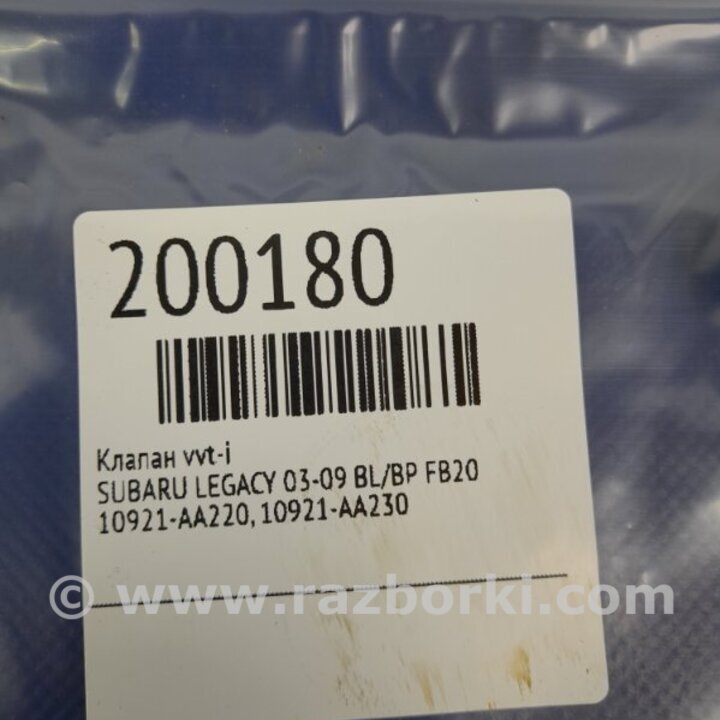 200180
Клапан vvt-i
SUBARU LEGACY 03-09 BL/BP FB20
10921-AA220, 10921-AA230
© www.razborki.com